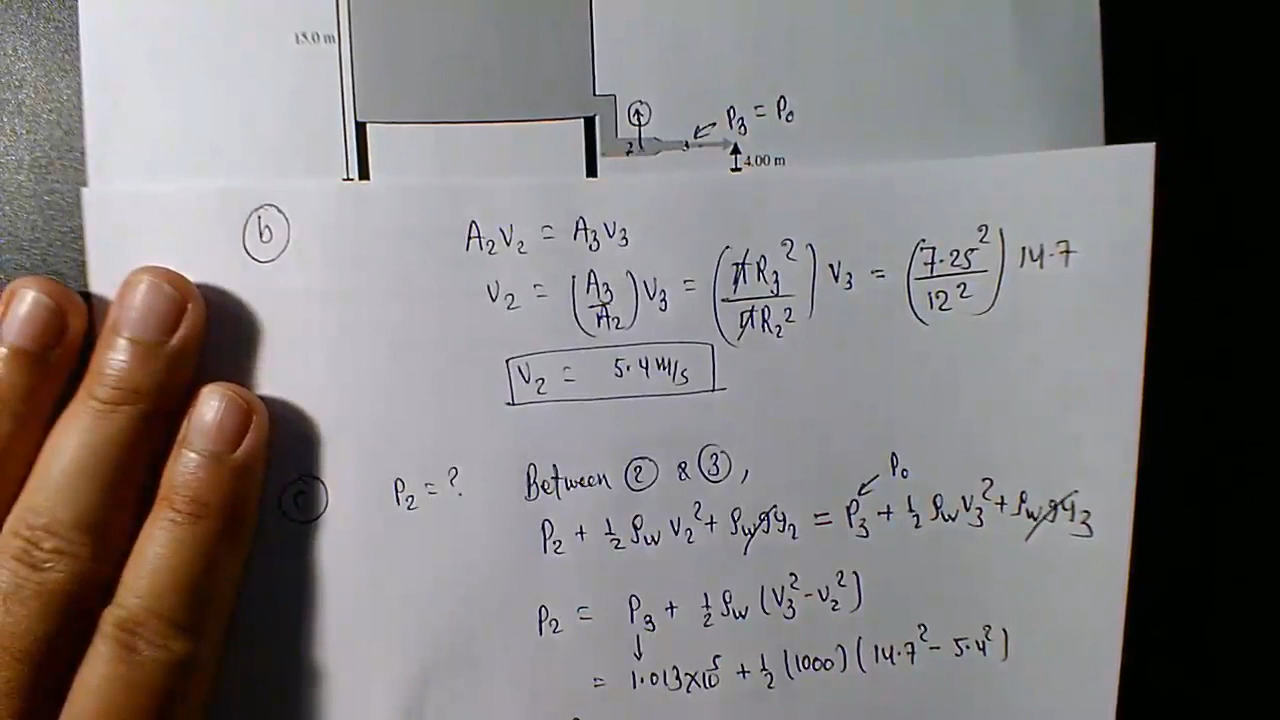 15.0 m
P₃ = P₀
2 3
4.00 m
b
A₂V₂ = A₃V₃
V₂ = (A₃/A₂) V₃ = (πR₃²/πR₂²) V₃ = (7.25²/12²) 14.7
V₂ = 5.4 m/s
c P₂ = ? Between ② & ③,
P₀
P₂ + ½ ρw V₂² + ρw g y₂ = P₃ + ½ ρw V₃² + ρw g y₃
P₂ = P₃ + ½ ρw (V₃² - V₂²)
= 1.013×10⁵ + ½ (1000) (14.7² - 5.4²)